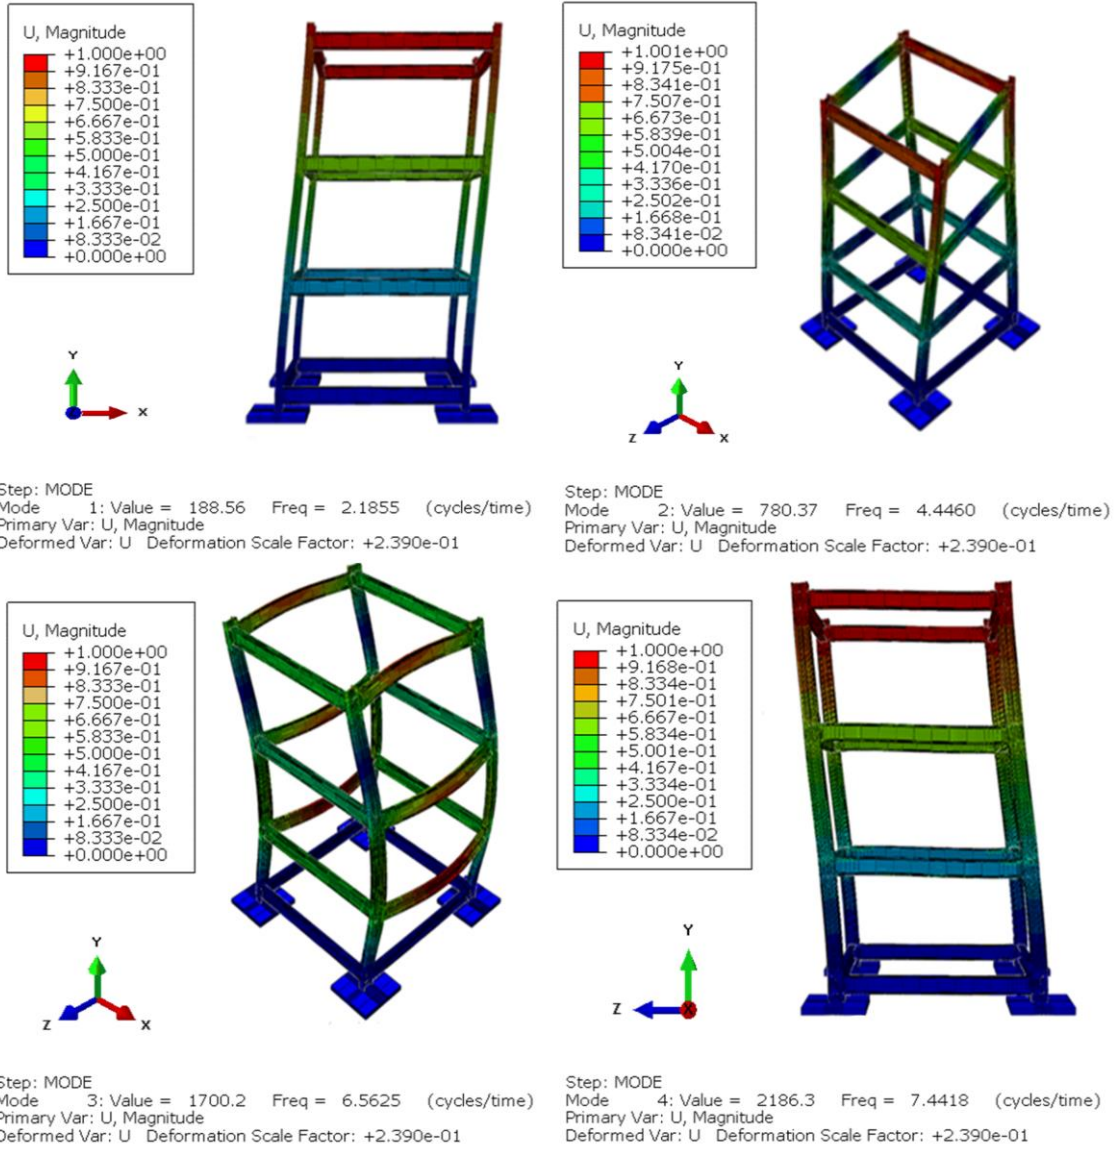 U, Magnitude
+1.000e+00
+9.167e-01
+8.333e-01
+7.500e-01
+6.667e-01
+5.833e-01
+5.000e-01
+4.167e-01
+3.333e-01
+2.500e-01
+1.667e-01
+8.333e-02
+0.000e+00
Y
Z
X
Step: MODE
Mode 1: Value = 188.56 Freq = 2.1855 (cycles/time)
Primary Var: U, Magnitude
Deformed Var: U Deformation Scale Factor: +2.390e-01
U, Magnitude
+1.001e+00
+9.175e-01
+8.341e-01
+7.507e-01
+6.673e-01
+5.839e-01
+5.004e-01
+4.170e-01
+3.336e-01
+2.502e-01
+1.668e-01
+8.341e-02
+0.000e+00
Y
Z
X
Step: MODE
Mode 2: Value = 780.37 Freq = 4.4460 (cycles/time)
Primary Var: U, Magnitude
Deformed Var: U Deformation Scale Factor: +2.390e-01
U, Magnitude
+1.000e+00
+9.167e-01
+8.333e-01
+7.500e-01
+6.667e-01
+5.833e-01
+5.000e-01
+4.167e-01
+3.333e-01
+2.500e-01
+1.667e-01
+8.333e-02
+0.000e+00
Y
Z
X
Step: MODE
Mode 3: Value = 1700.2 Freq = 6.5625 (cycles/time)
Primary Var: U, Magnitude
Deformed Var: U Deformation Scale Factor: +2.390e-01
U, Magnitude
+1.000e+00
+9.168e-01
+8.334e-01
+7.501e-01
+6.667e-01
+5.834e-01
+5.001e-01
+4.167e-01
+3.334e-01
+2.500e-01
+1.667e-01
+8.334e-02
+0.000e+00
Y
Z
X
Step: MODE
Mode 4: Value = 2186.3 Freq = 7.4418 (cycles/time)
Primary Var: U, Magnitude
Deformed Var: U Deformation Scale Factor: +2.390e-01